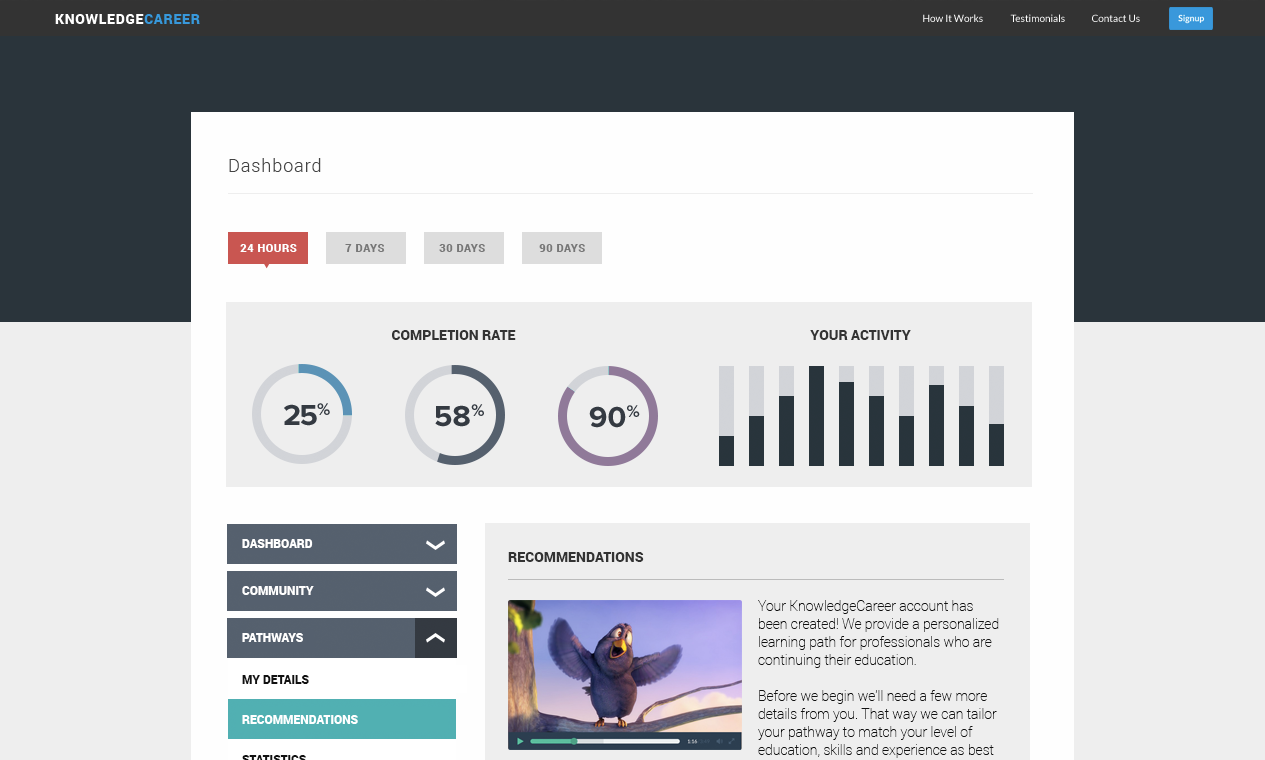 KNOWLEDGECAREER
How It Works
Testimonials
Contact Us
Signup
Dashboard
24 HOURS
7 DAYS
30 DAYS
90 DAYS
COMPLETION RATE
YOUR ACTIVITY
25%
58%
90%
DASHBOARD
COMMUNITY
PATHWAYS
MY DETAILS
RECOMMENDATIONS
STATISTICS
RECOMMENDATIONS
Your KnowledgeCareer account has
been created! We provide a personalized
learning path for professionals who are
continuing their education.
Before we begin we'll need a few more
details from you. That way we can tailor
your pathway to match your level of
education, skills and experience as best
1:16